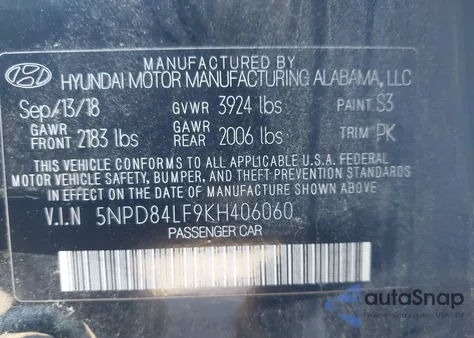 MANUFACTURED BY
HYUNDAI MOTOR MANUFACTURING ALABAMA, LLC
Sep/13/18 GVWR 3924 lbs PAINT S3
GAWR FRONT 2183 lbs GAWR REAR 2006 lbs TRIM PK
THIS VEHICLE CONFORMS TO ALL APPLICABLE U.S.A. FEDERAL
MOTOR VEHICLE SAFETY, BUMPER, AND THEFT PREVENTION STANDARDS
IN EFFECT ON THE DATE OF MANUFACTURE SHOWN ABOVE.
V.I.N 5NPD84LF9KH406060
PASSENGER CAR
autoSnap